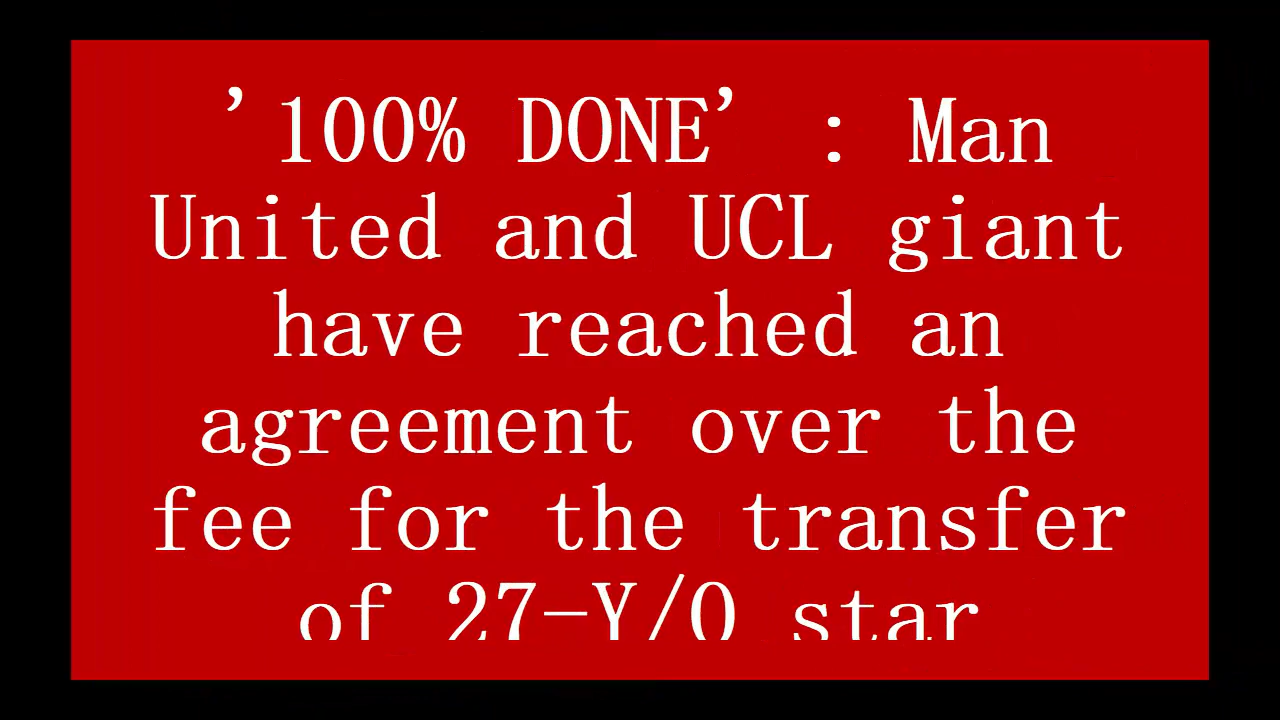 '100% DONE' : Man
United and UCL giant
have reached an
agreement over the
fee for the transfer
of 27-Y/O star